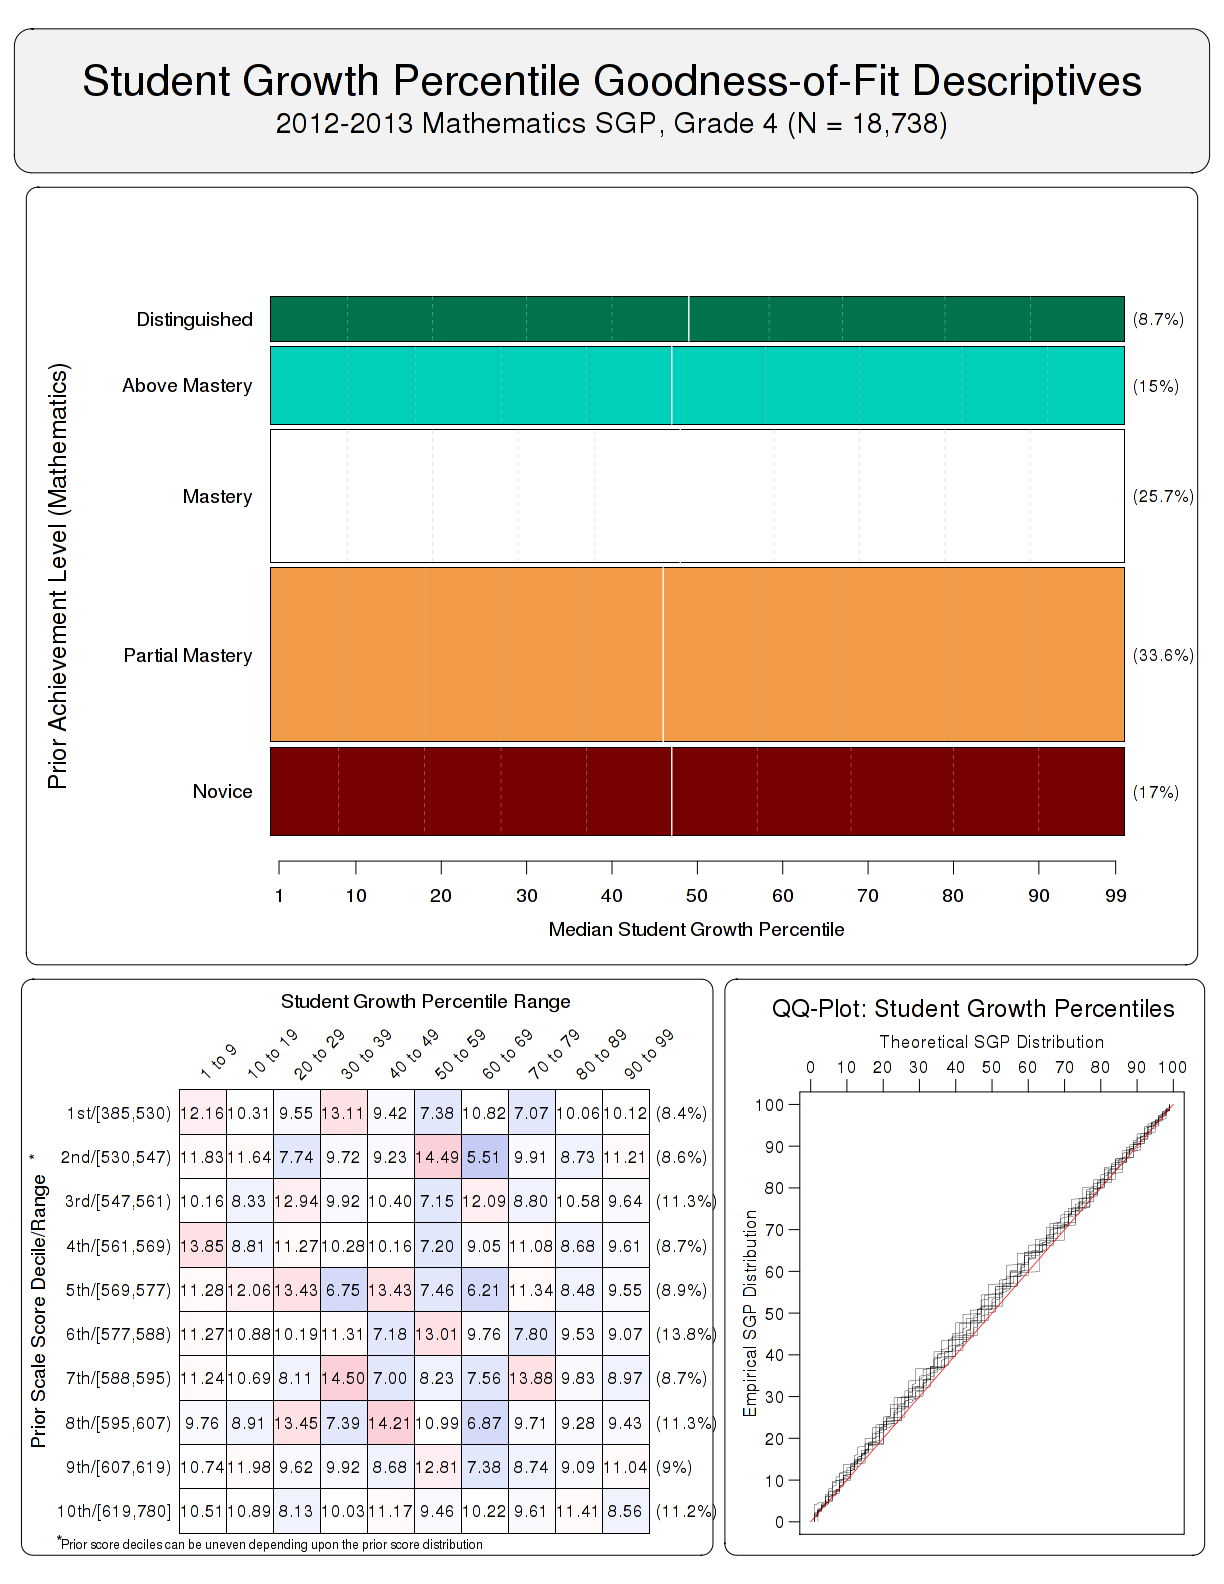 Student Growth Percentile Goodness-of-Fit Descriptives
2012-2013 Mathematics SGP, Grade 4 (N = 18,738)
Prior Achievement Level (Mathematics)
Distinguished (8.7%)
Above Mastery (15%)
Mastery (25.7%)
Partial Mastery (33.6%)
Novice (17%)
1 10 20 30 40 50 60 70 80 90 99
Median Student Growth Percentile
Student Growth Percentile Range
1 to 9 10 to 19 20 to 29 30 to 39 40 to 49 50 to 59 60 to 69 70 to 79 80 to 89 90 to 99
Prior Scale Score Decile/Range *
1st/[385,530) 12.16 10.31 9.55 13.11 9.42 7.38 10.82 7.07 10.06 10.12 (8.4%)
2nd/[530,547) 11.83 11.64 7.74 9.72 9.23 14.49 5.51 9.91 8.73 11.21 (8.6%)
3rd/[547,561) 10.16 8.33 12.94 9.92 10.40 7.15 12.09 8.80 10.58 9.64 (11.3%)
4th/[561,569) 13.85 8.81 11.27 10.28 10.16 7.20 9.05 11.08 8.68 9.61 (8.7%)
5th/[569,577) 11.28 12.06 13.43 6.75 13.43 7.46 6.21 11.34 8.48 9.55 (8.9%)
6th/[577,588) 11.27 10.88 10.19 11.31 7.18 13.01 9.76 7.80 9.53 9.07 (13.8%)
7th/[588,595) 11.24 10.69 8.11 14.50 7.00 8.23 7.56 13.88 9.83 8.97 (8.7%)
8th/[595,607) 9.76 8.91 13.45 7.39 14.21 10.99 6.87 9.71 9.28 9.43 (11.3%)
9th/[607,619) 10.74 11.98 9.62 9.92 8.68 12.81 7.38 8.74 9.09 11.04 (9%)
10th/[619,780] 10.51 10.89 8.13 10.03 11.17 9.46 10.22 9.61 11.41 8.56 (11.2%)
*Prior score deciles can be uneven depending upon the prior score distribution
QQ-Plot: Student Growth Percentiles
Theoretical SGP Distribution
0 10 20 30 40 50 60 70 80 90 100
Empirical SGP Distribution
100
90
80
70
60
50
40
30
20
10
0